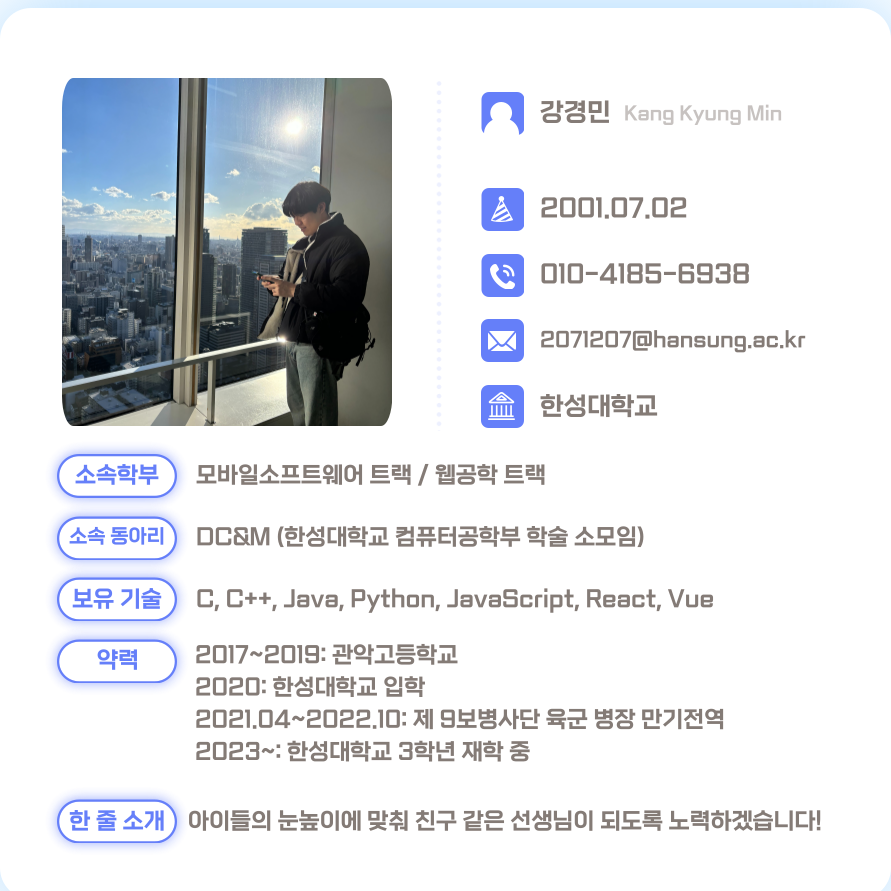 강경민 Kang Kyung Min
2001.07.02
010-4185-6938
2071207@hansung.ac.kr
한성대학교
소속학부 모바일소프트웨어 트랙 / 웹공학 트랙
소속 동아리 DC&M (한성대학교 컴퓨터공학부 학술 소모임)
보유 기술 C, C++, Java, Python, JavaScript, React, Vue
약력 2017~2019: 관악고등학교
2020: 한성대학교 입학
2021.04~2022.10: 제 9보병사단 육군 병장 만기전역
2023~: 한성대학교 3학년 재학 중
한 줄 소개 아이들의 눈높이에 맞춰 친구 같은 선생님이 되도록 노력하겠습니다!